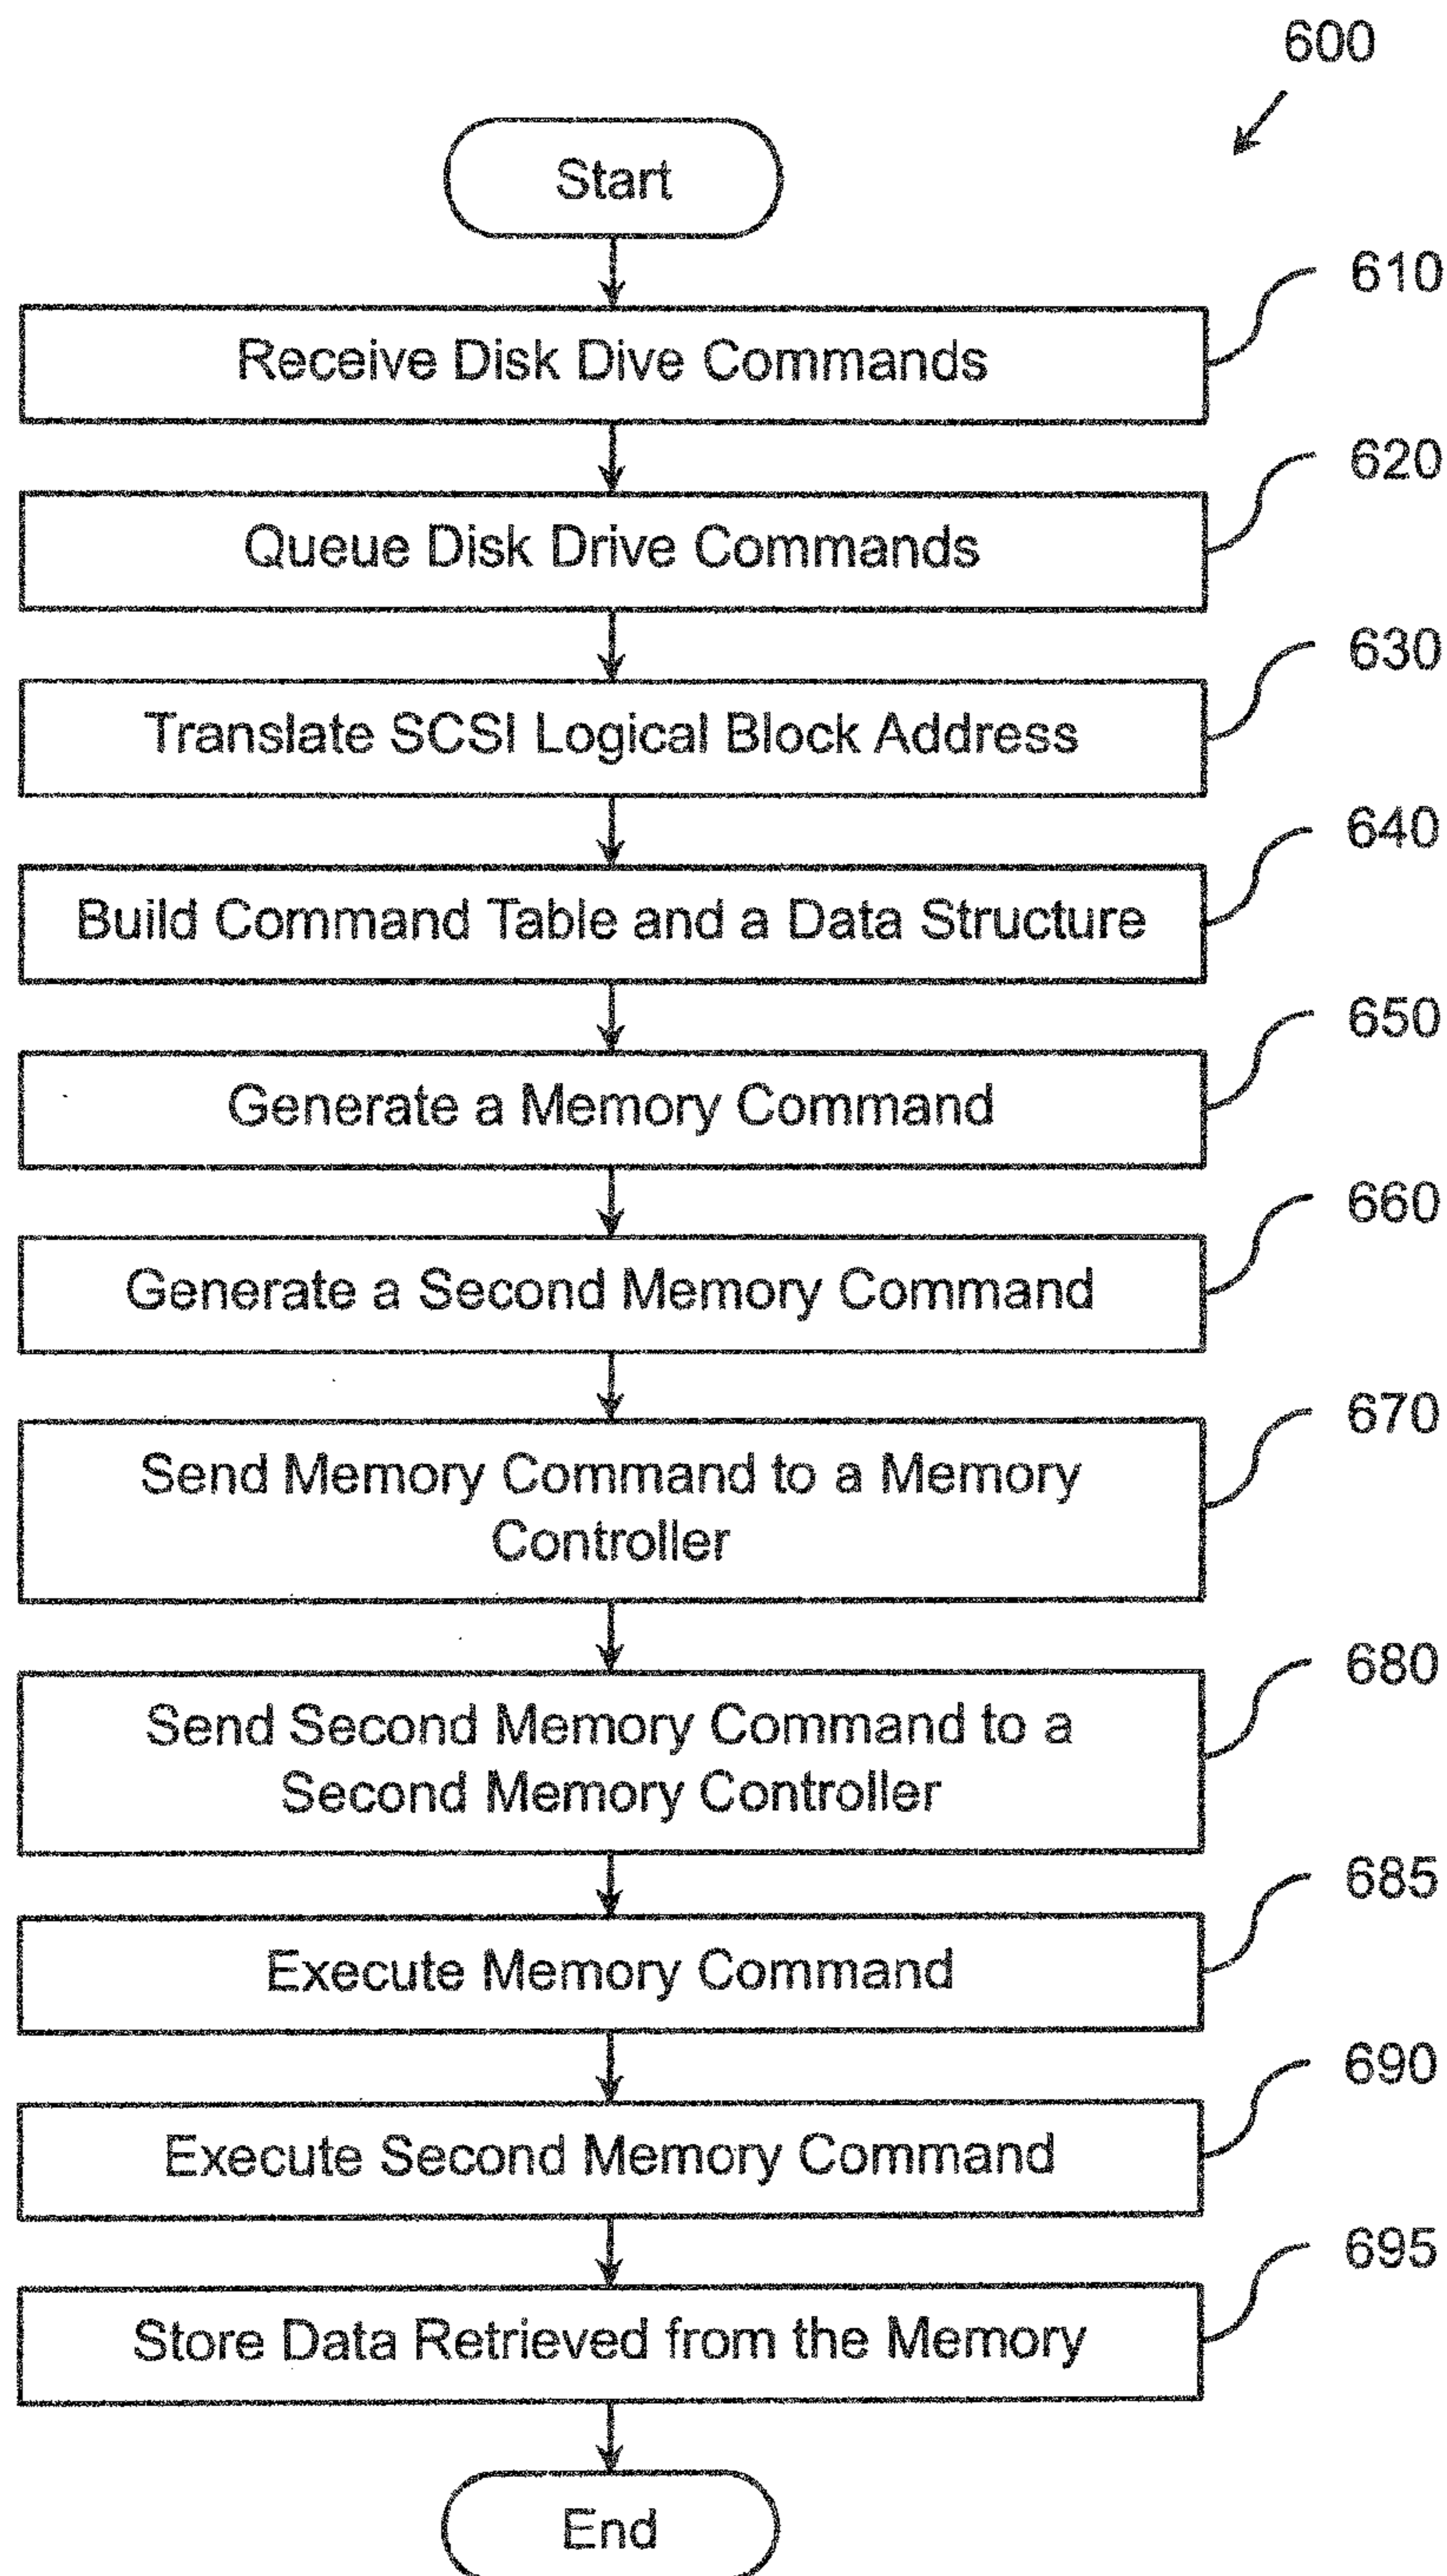 600
Start
610
Receive Disk Dive Commands
620
Queue Disk Drive Commands
630
Translate SCSI Logical Block Address
640
Build Command Table and a Data Structure
650
Generate a Memory Command
660
Generate a Second Memory Command
670
Send Memory Command to a Memory
Controller
680
Send Second Memory Command to a
Second Memory Controller
685
Execute Memory Command
690
Execute Second Memory Command
695
Store Data Retrieved from the Memory
End